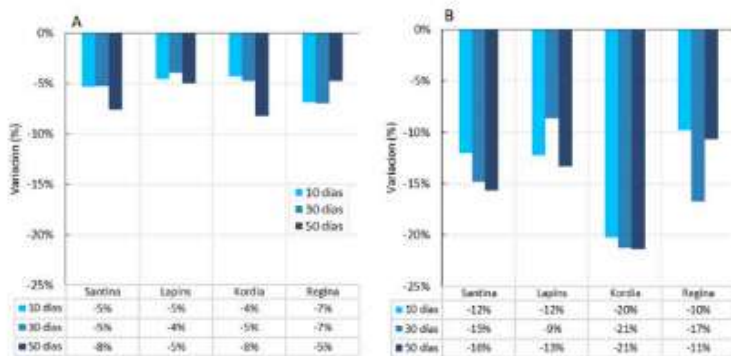 A
0%
-5%
-10%
-15%
-20%
-25%
Variacion (%)
10 días
30 días
50 días
Santina Lapins Kordia Regina
10 días -5% -5% -4% -7%
30 días -5% -4% -5% -7%
50 días -8% -5% -8% -5%
B
0%
-5%
-10%
-15%
-20%
-25%
Variacion (%)
Santina Lapins Kordia Regina
10 días -12% -12% -20% -10%
30 días -15% -9% -21% -17%
50 días -16% -13% -21% -11%